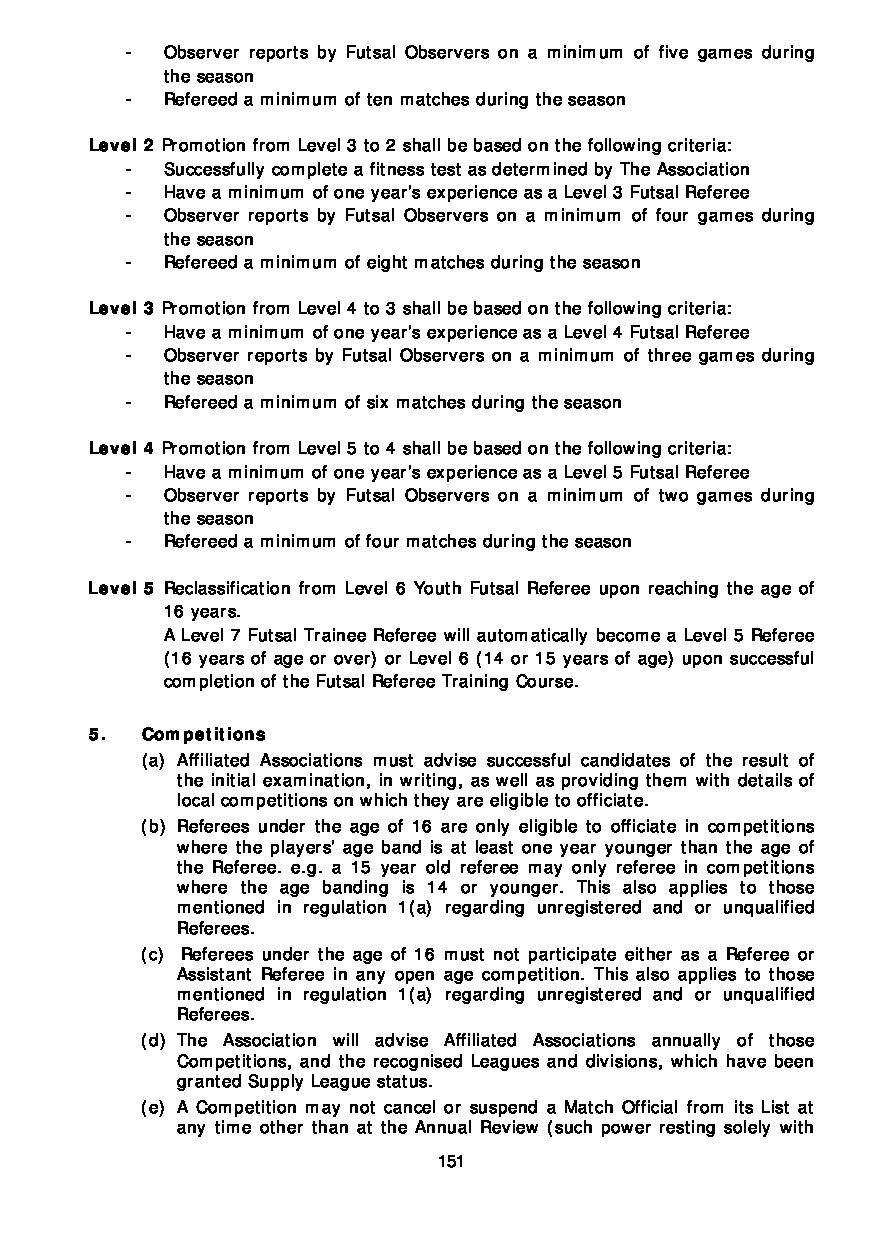 - Observer reports by Futsal Observers on a minimum of five games during
the season
- Refereed a minimum of ten matches during the season
Level 2 Promotion from Level 3 to 2 shall be based on the following criteria:
- Successfully complete a fitness test as determined by The Association
- Have a minimum of one year's experience as a Level 3 Futsal Referee
- Observer reports by Futsal Observers on a minimum of four games during
the season
- Refereed a minimum of eight matches during the season
Level 3 Promotion from Level 4 to 3 shall be based on the following criteria:
- Have a minimum of one year's experience as a Level 4 Futsal Referee
- Observer reports by Futsal Observers on a minimum of three games during
the season
- Refereed a minimum of six matches during the season
Level 4 Promotion from Level 5 to 4 shall be based on the following criteria:
- Have a minimum of one year's experience as a Level 5 Futsal Referee
- Observer reports by Futsal Observers on a minimum of two games during
the season
- Refereed a minimum of four matches during the season
Level 5 Reclassification from Level 6 Youth Futsal Referee upon reaching the age of
16 years.
A Level 7 Futsal Trainee Referee will automatically become a Level 5 Referee
(16 years of age or over) or Level 6 (14 or 15 years of age) upon successful
completion of the Futsal Referee Training Course.
5. Competitions
(a) Affiliated Associations must advise successful candidates of the result of
the initial examination, in writing, as well as providing them with details of
local competitions on which they are eligible to officiate.
(b) Referees under the age of 16 are only eligible to officiate in competitions
where the players' age band is at least one year younger than the age of
the Referee. e.g. a 15 year old referee may only referee in competitions
where the age banding is 14 or younger. This also applies to those
mentioned in regulation 1(a) regarding unregistered and or unqualified
Referees.
(c) Referees under the age of 16 must not participate either as a Referee or
Assistant Referee in any open age competition. This also applies to those
mentioned in regulation 1(a) regarding unregistered and or unqualified
Referees.
(d) The Association will advise Affiliated Associations annually of those
Competitions, and the recognised Leagues and divisions, which have been
granted Supply League status.
(e) A Competition may not cancel or suspend a Match Official from its List at
any time other than at the Annual Review (such power resting solely with
151